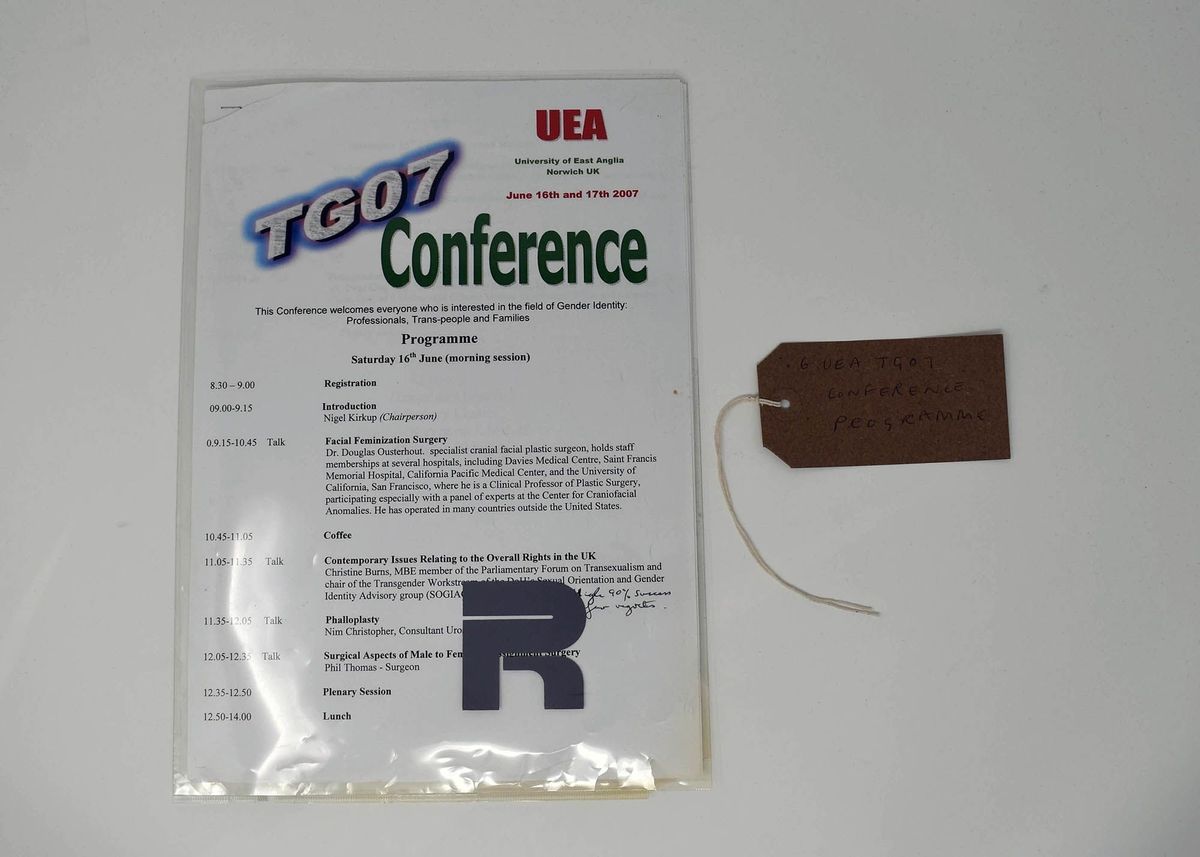 UEA
University of East Anglia
Norwich UK
June 16th and 17th 2007
TG07
Conference
This Conference welcomes everyone who is interested in the field of Gender Identity:
Professionals, Trans-people and Families
Programme
Saturday 16th June (morning session)
8.30 – 9.00 Registration
09.00-9.15 Introduction
Nigel Kirkup (Chairperson)
0.9.15-10.45 Talk Facial Feminization Surgery
Dr. Douglas Ousterhout. specialist cranial facial plastic surgeon, holds staff
memberships at several hospitals, including Davies Medical Centre, Saint Francis
Memorial Hospital, California Pacific Medical Center, and the University of
California, San Francisco, where he is a Clinical Professor of Plastic Surgery,
participating especially with a panel of experts at the Center for Craniofacial
Anomalies. He has operated in many countries outside the United States.
10.45-11.05 Coffee
11.05-11.35 Talk Contemporary Issues Relating to the Overall Rights in the UK
Christine Burns, MBE member of the Parliamentary Forum on Transexualism and
chair of the Transgender Workstream of the DoH's Sexual Orientation and Gender
Identity Advisory group (SOGIA
90% success
few regrets.
11.35-12.05 Talk Phalloplasty
Nim Christopher, Consultant Uro
12.05-12.35 Talk Surgical Aspects of Male to Surgery
Phil Thomas - Surgeon
12.35-12.50 Plenary Session
12.50-14.00 Lunch
R
G UEA TG07
CONFERENCE
PROGRAMME